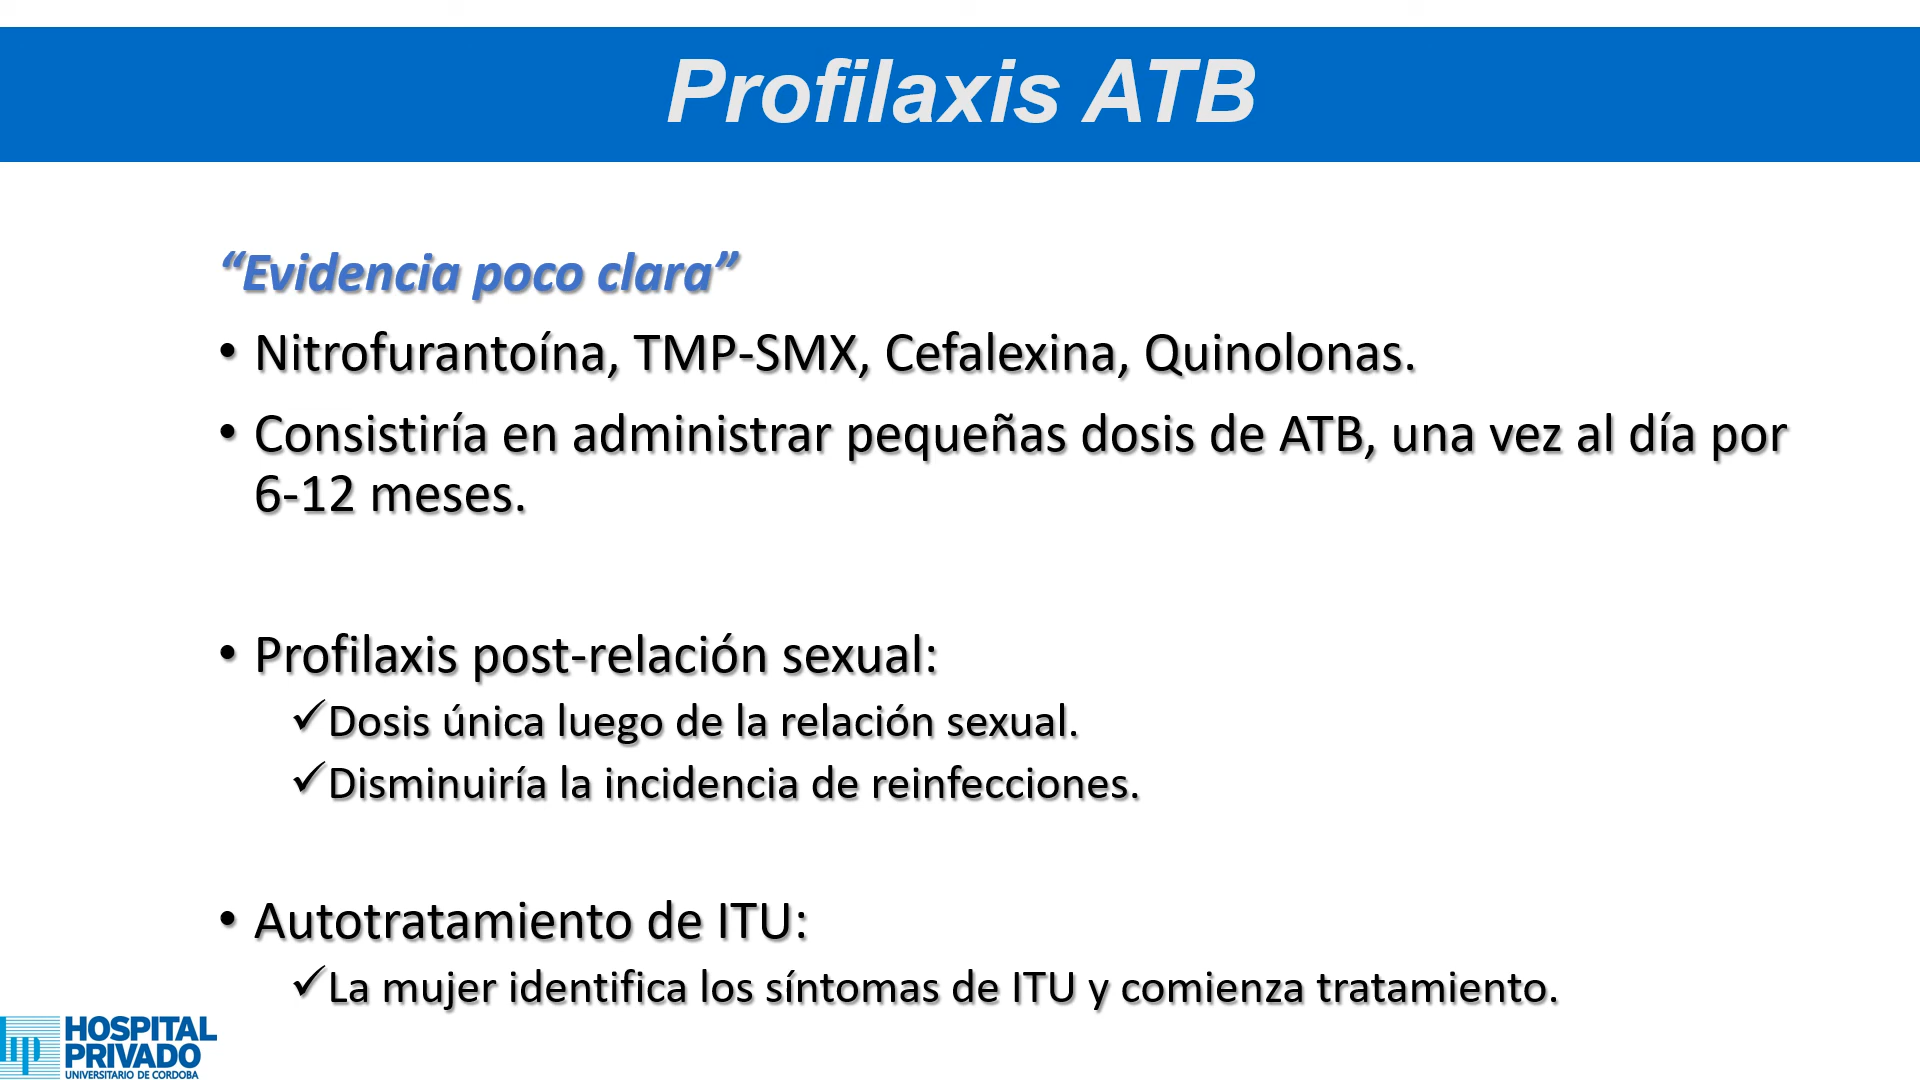 Profilaxis ATB
“Evidencia poco clara”
• Nitrofurantoína, TMP-SMX, Cefalexina, Quinolonas.
• Consistiría en administrar pequeñas dosis de ATB, una vez al día por
6-12 meses.
• Profilaxis post-relación sexual:
✓Dosis única luego de la relación sexual.
✓Disminuiría la incidencia de reinfecciones.
• Autotratamiento de ITU:
✓La mujer identifica los síntomas de ITU y comienza tratamiento.
hp
HOSPITAL
PRIVADO
UNIVERSITARIO DE CORDOBA